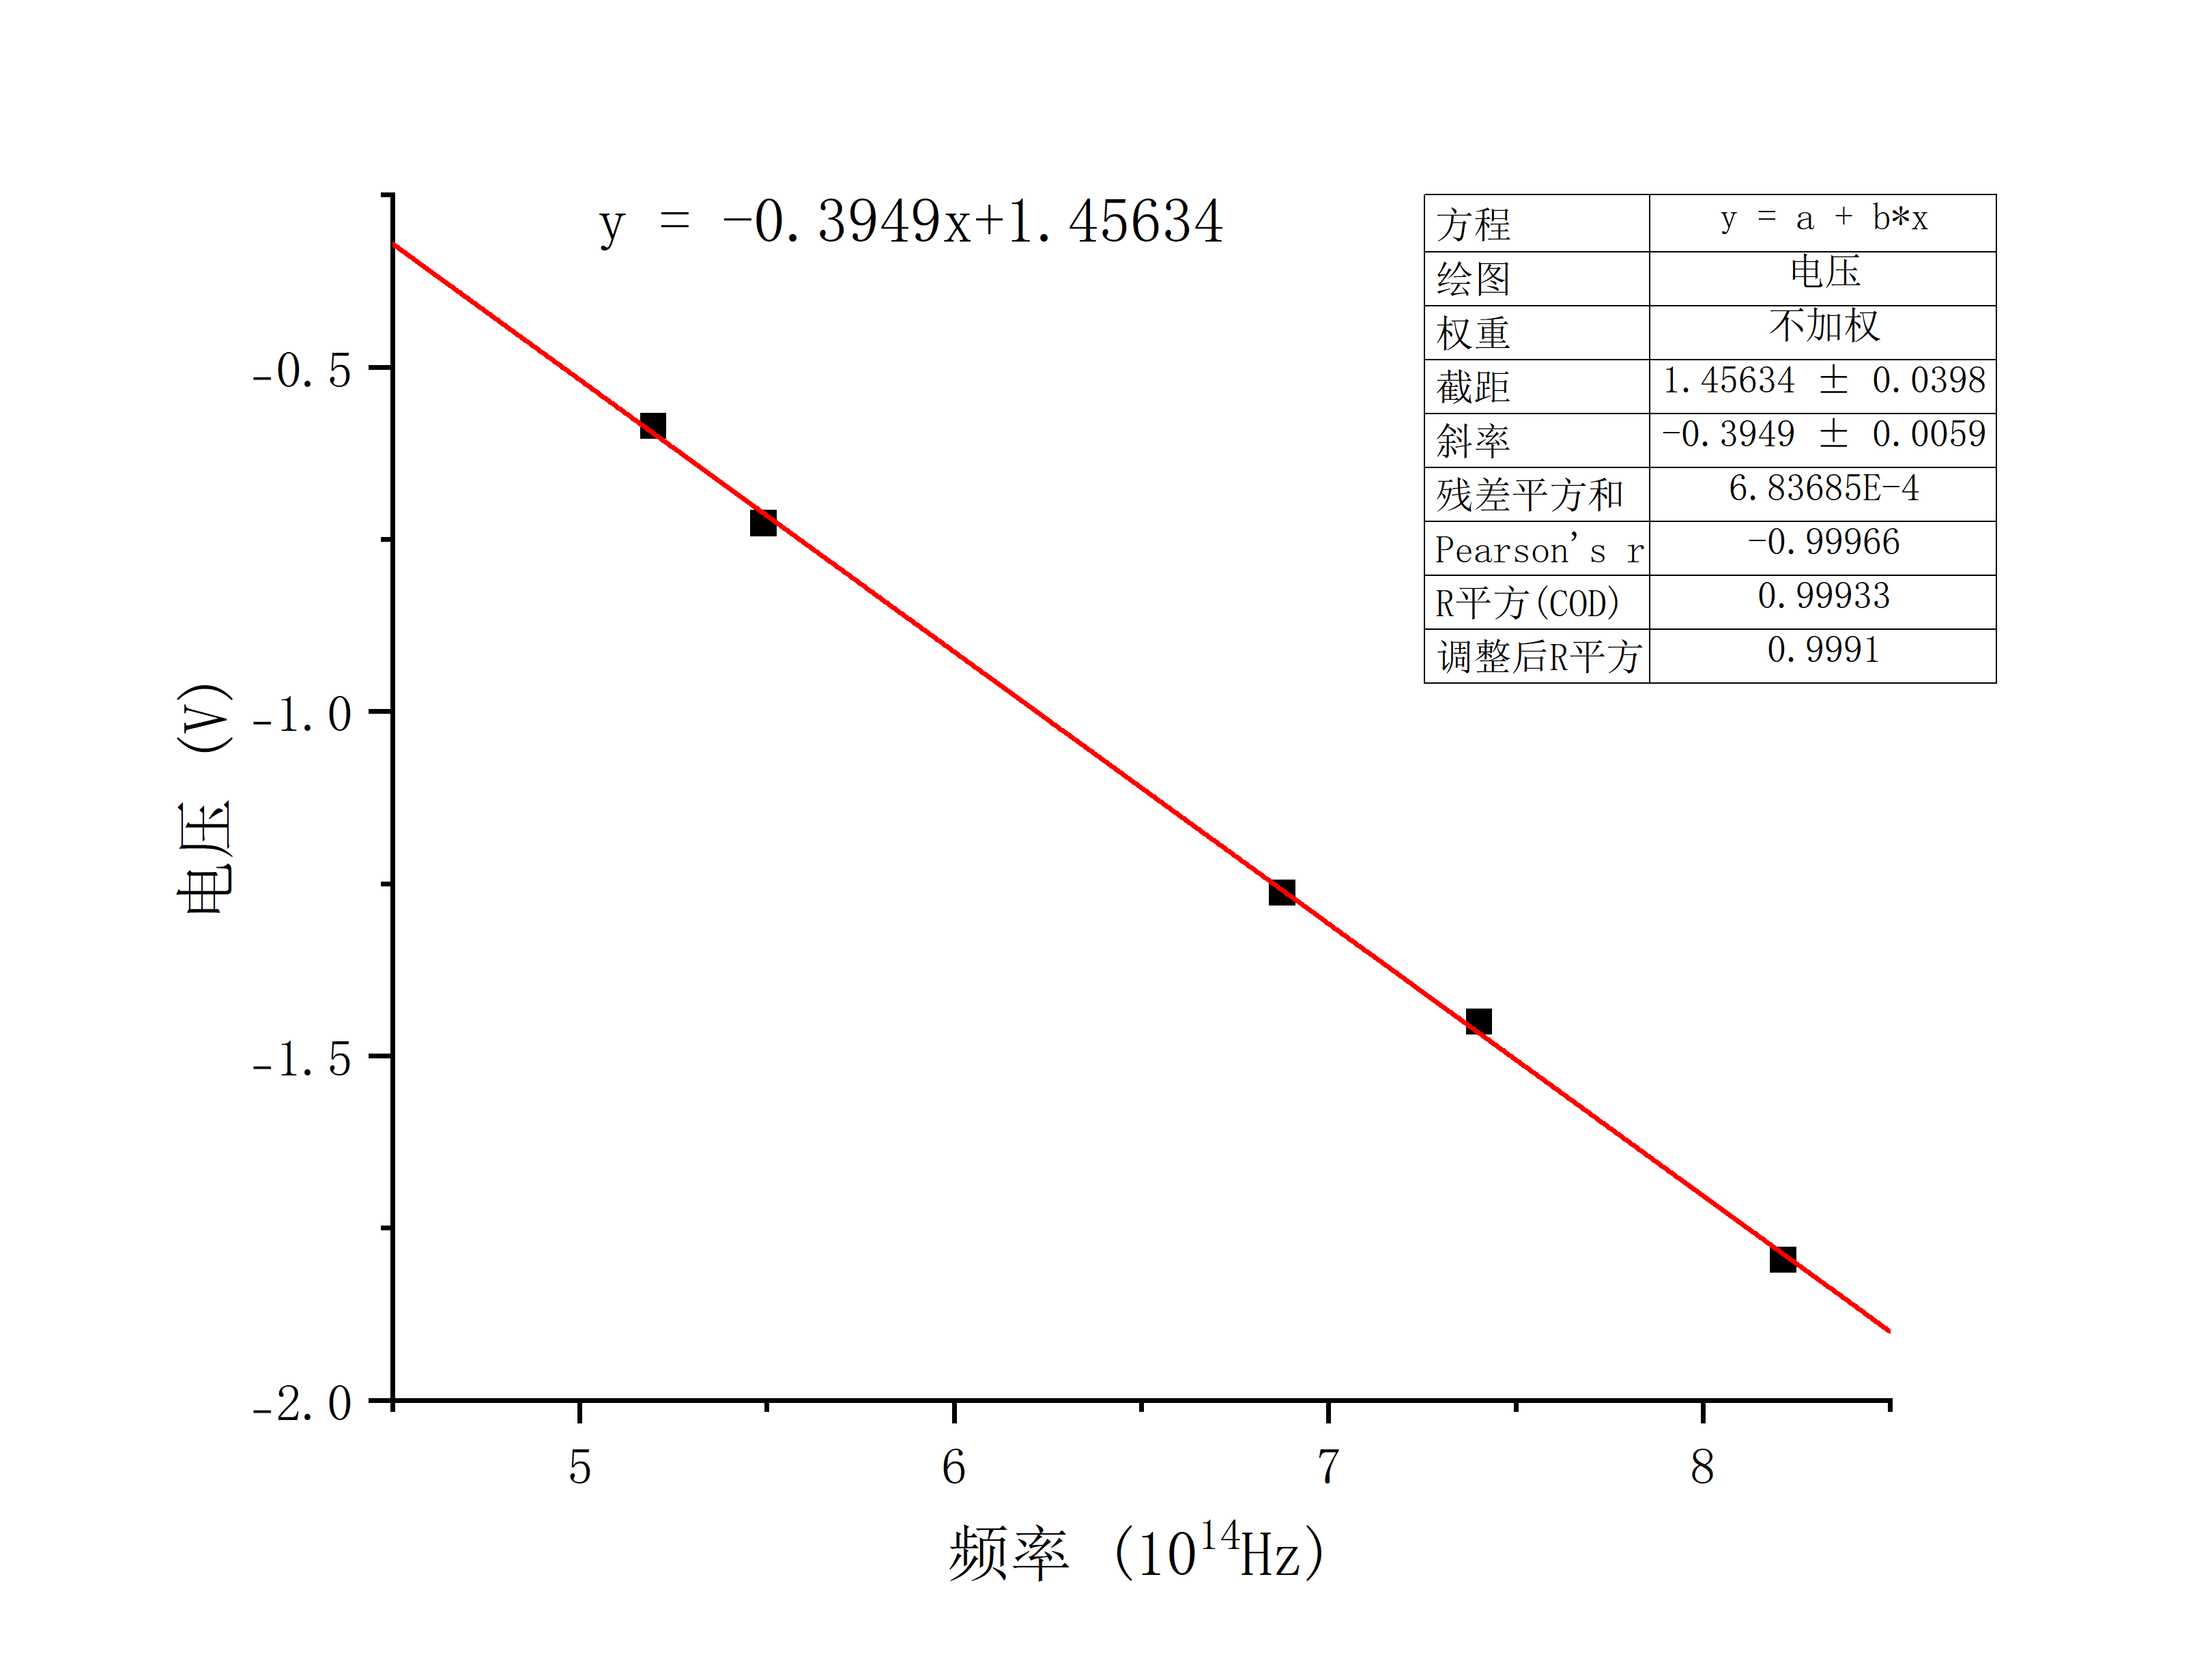 y = -0.3949x+1.45634
方程 y = a + b*x
绘图 电压
权重 不加权
截距 1.45634 ± 0.0398
斜率 -0.3949 ± 0.0059
残差平方和 6.83685E-4
Pearson's r -0.99966
R平方(COD) 0.99933
调整后R平方 0.9991
电压 (V)
-0.5
-1.0
-1.5
-2.0
5 6 7 8
频率 (10¹⁴Hz)